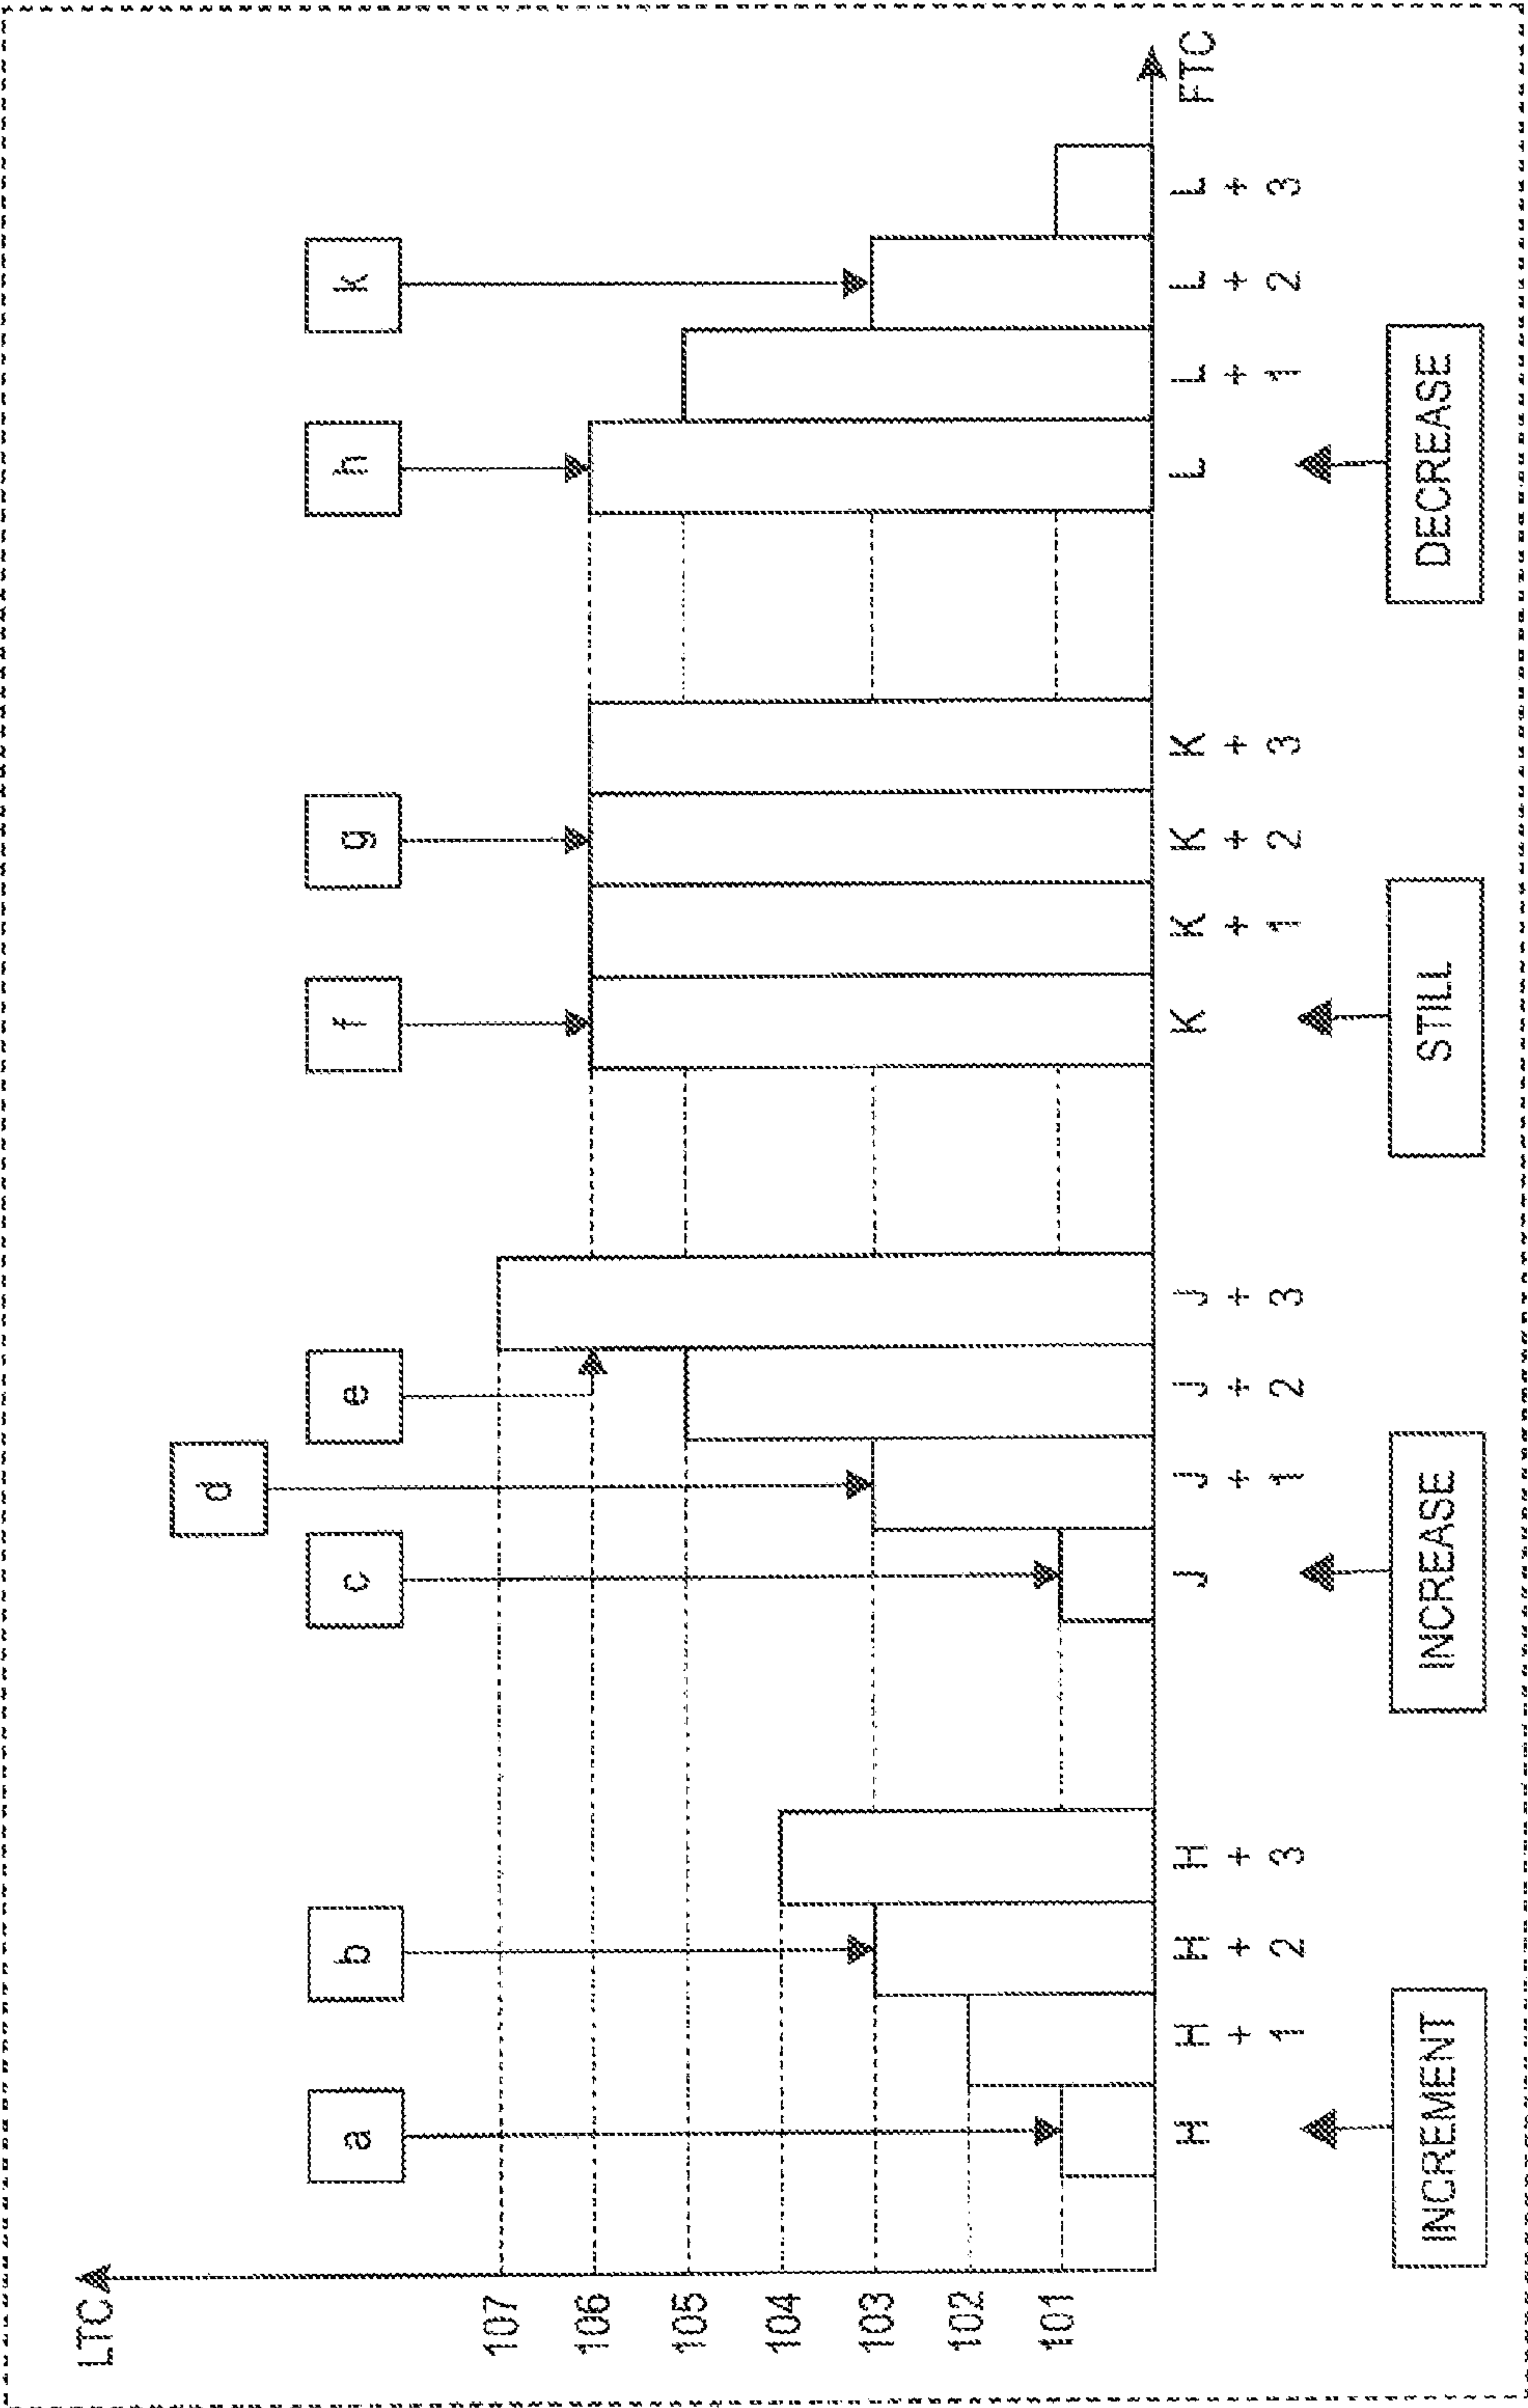 LTC
107
106
105
104
103
102
101
a
b
c
d
e
f
g
h
k
H
H + 1
H + 2
H + 3
J
J + 1
J + 2
J + 3
K
K + 1
K + 2
K + 3
L
L + 1
L + 2
L + 3
FTC
INCREMENT
INCREASE
STILL
DECREASE